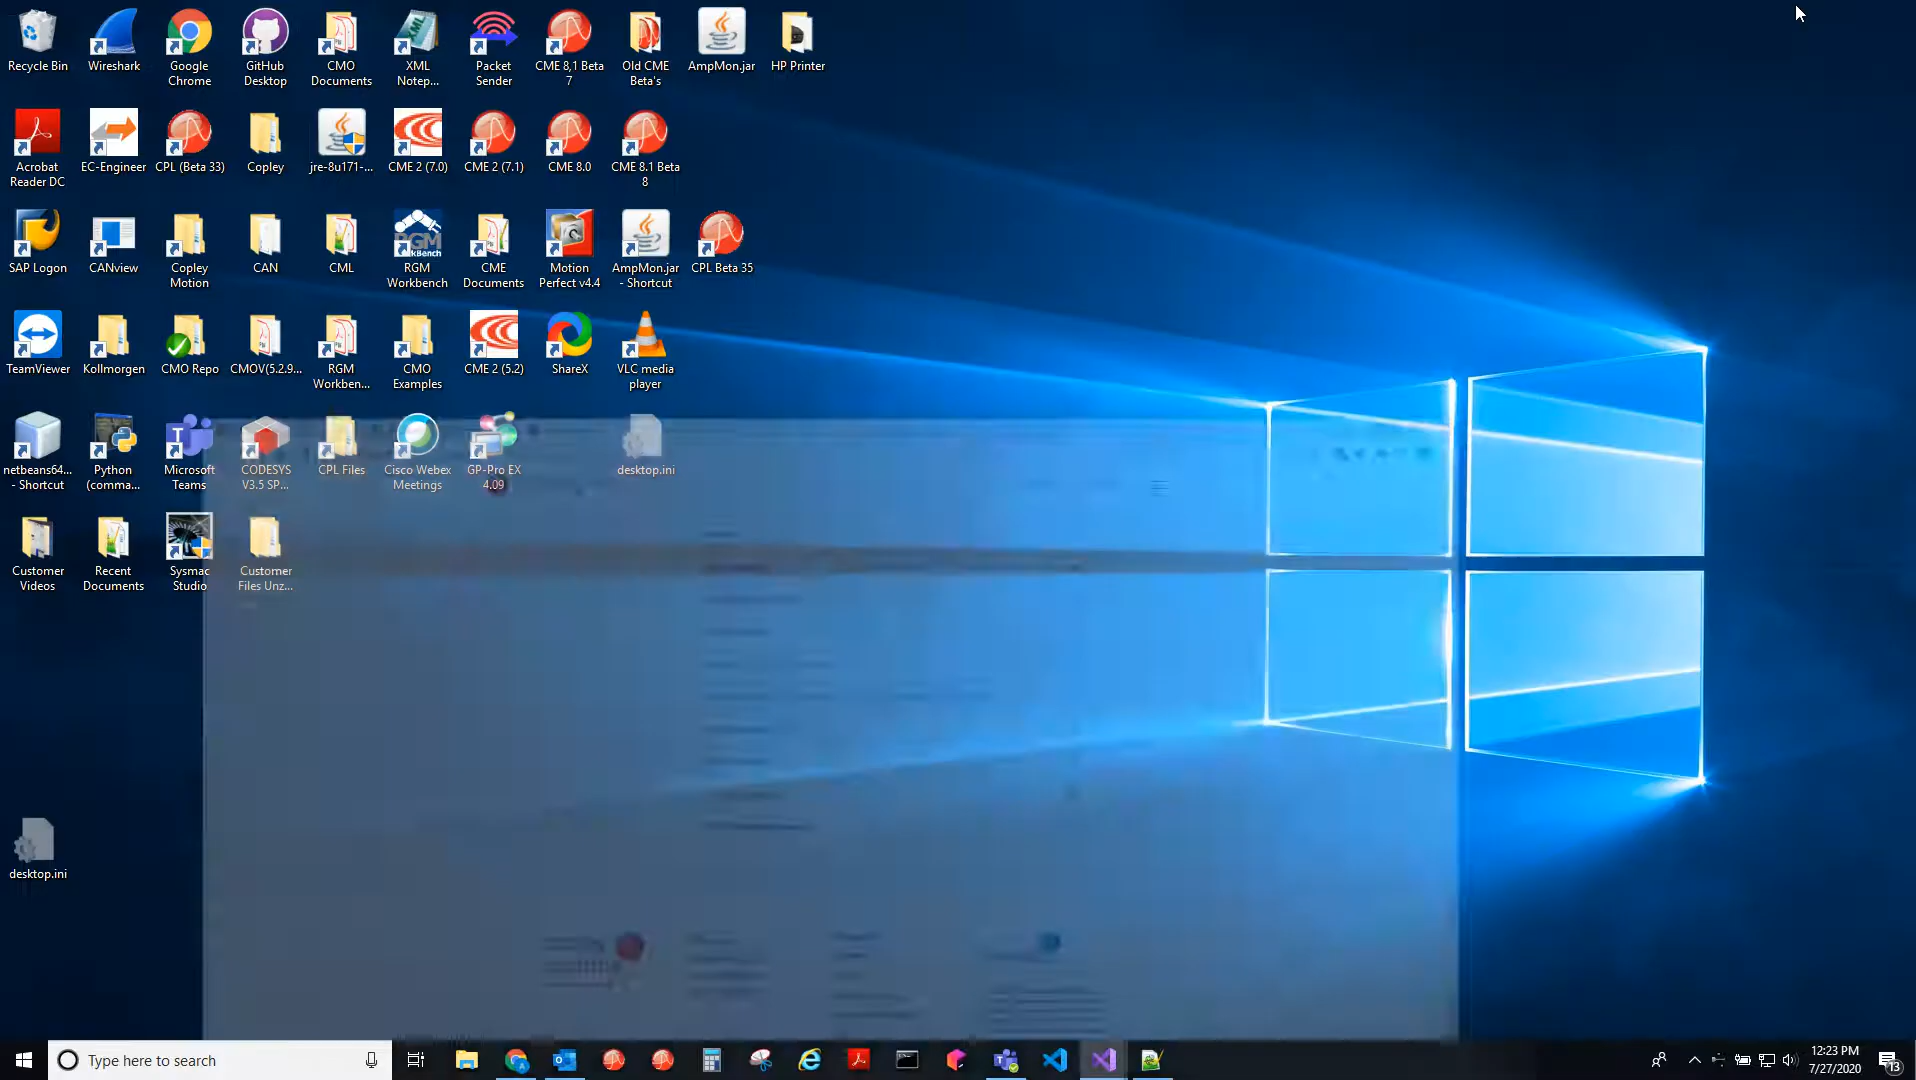 Recycle Bin
Wireshark
Google
Chrome
GitHub
Desktop
CMO
Documents
XML
Notep...
Packet
Sender
CME 8,1 Beta
7
Old CME
Beta's
AmpMon.jar
HP Printer
Acrobat
Reader DC
EC-Engineer
CPL (Beta 33)
Copley
jre-8u171-...
CME 2 (7.0)
CME 2 (7.1)
CME 8.0
CME 8.1 Beta
8
SAP Logon
CANview
Copley
Motion
CAN
CML
RGM
Workbench
CME
Documents
Motion
Perfect v4.4
AmpMon.jar
- Shortcut
CPL Beta 35
TeamViewer
Kollmorgen
CMO Repo
CMOV(5.2.9...
RGM
Workben...
CMO
Examples
CME 2 (5.2)
ShareX
VLC media
player
netbeans64...
- Shortcut
Python
(comma...
Microsoft
Teams
CODESYS
V3.5 SP...
CPL Files
Cisco Webex
Meetings
GP-Pro EX
4.09
desktop.ini
Customer
Videos
Recent
Documents
Sysmac
Studio
Customer
Files Unz...
desktop.ini
Type here to search
12:23 PM
7/27/2020
13